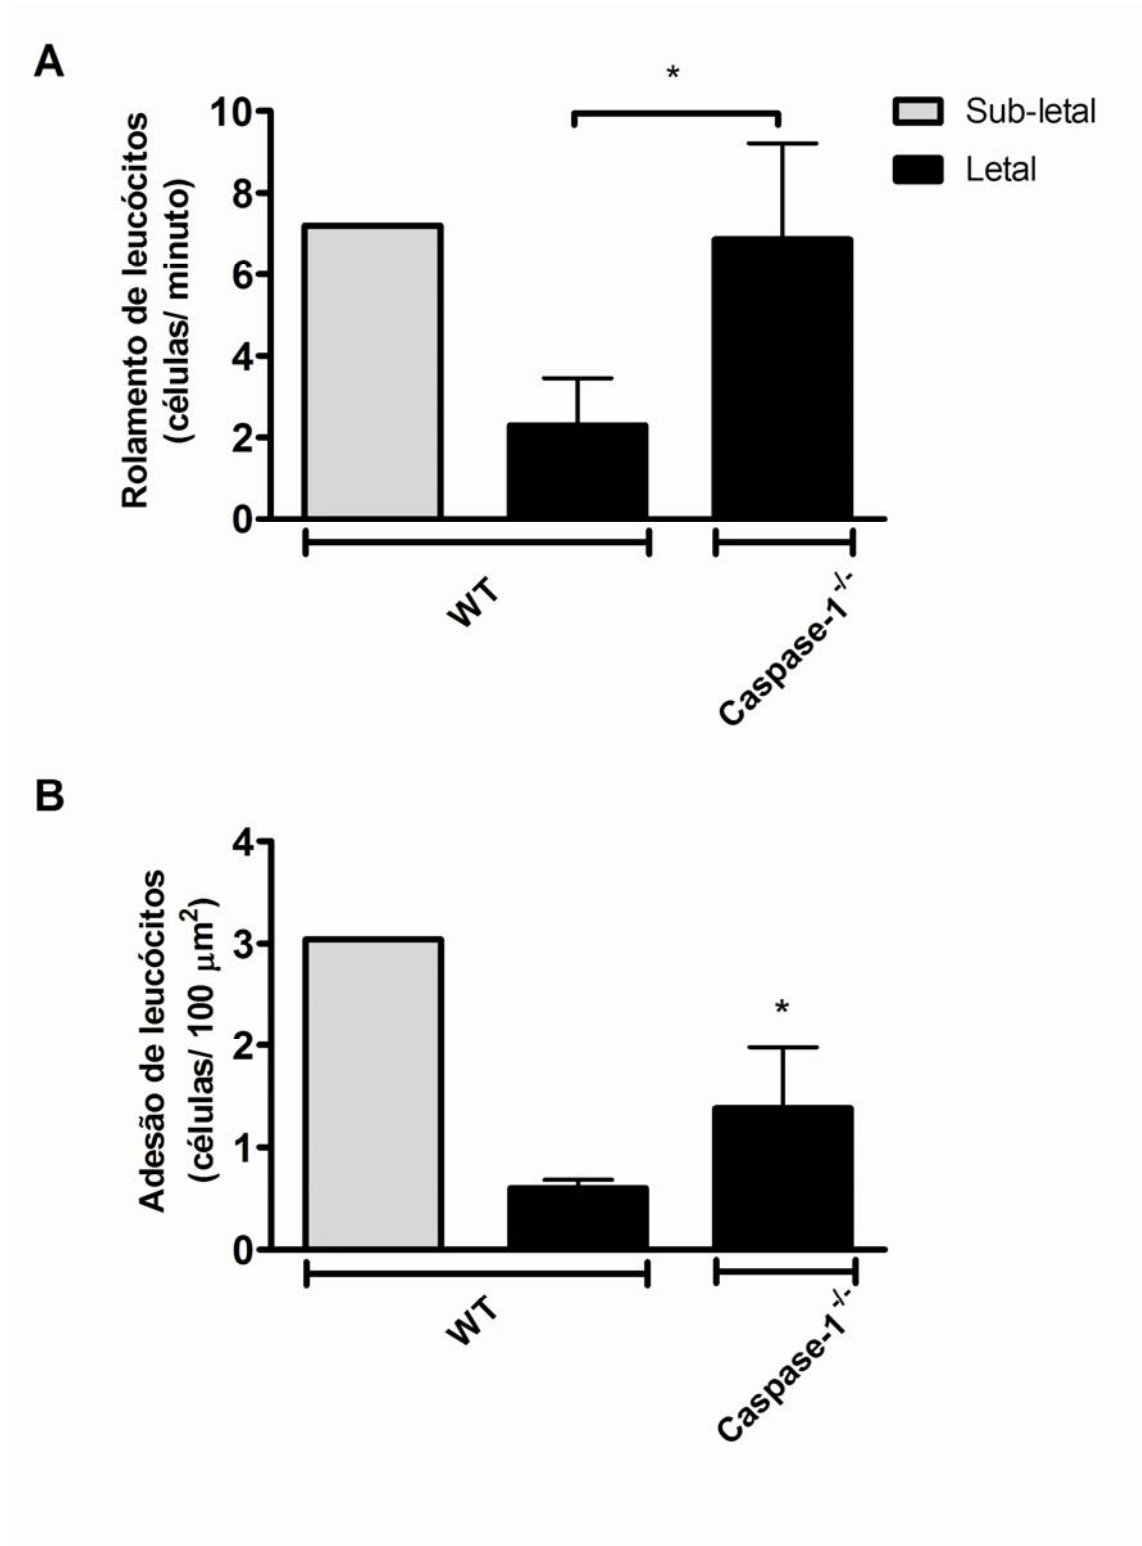 A
*
Sub-letal
Letal
Rolamento de leucócitos
(células/ minuto)
10
8
6
4
2
0
WT
Caspase-1-/-
B
Adesão de leucócitos
(células/ 100 μm²)
4
3
2
1
0
*
WT
Caspase-1-/-